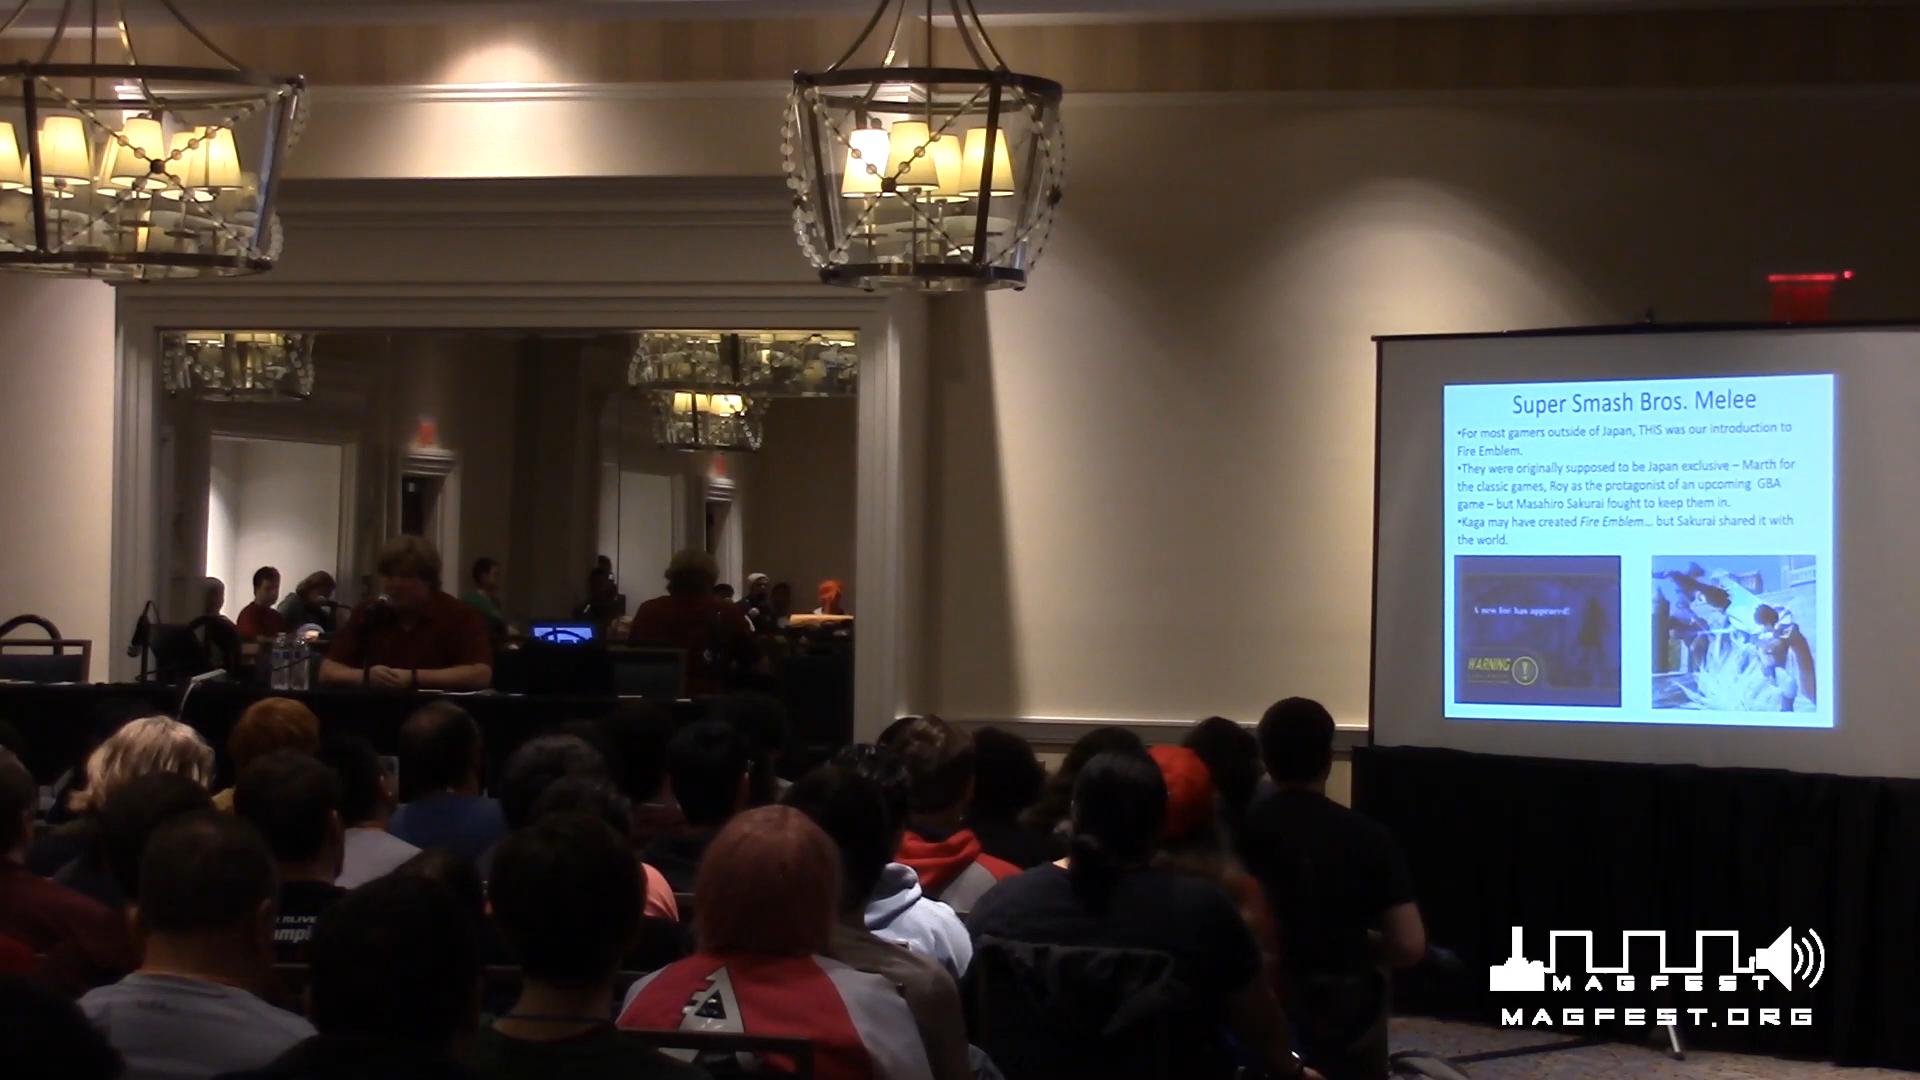 Super Smash Bros. Melee
•For most gamers outside of Japan, THIS was our introduction to
Fire Emblem.
•They were originally supposed to be Japan exclusive – Marth for
the classic games, Roy as the protagonist of an upcoming GBA
game – but Masahiro Sakurai fought to keep them in.
•Kaga may have created Fire Emblem... but Sakurai shared it with
the world.
A new foe has appeared!
WARNING
MAGFEST
MAGFEST.ORG